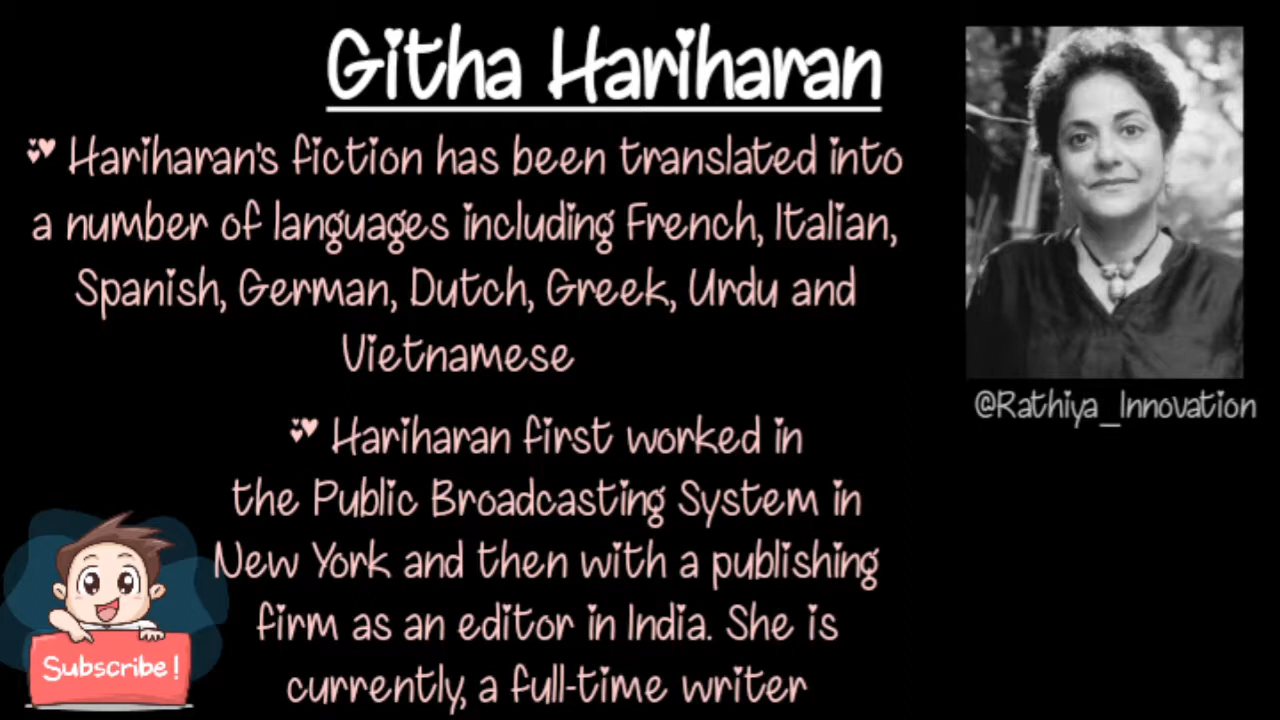 Githa Hariharan
💕 Hariharan's fiction has been translated into
a number of languages including French, Italian,
Spanish, German, Dutch, Greek, Urdu and
Vietnamese
@Rathiya_Innovation
💕 Hariharan first worked in
the Public Broadcasting System in
New York and then with a publishing
firm as an editor in India. She is
currently, a full-time writer
Subscribe!